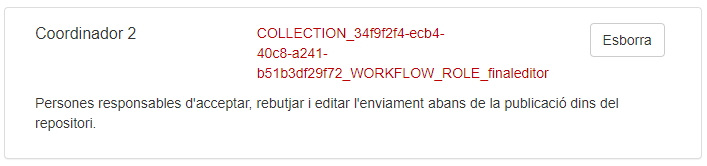 Coordinador 2
COLLECTION_34f9f2f4-ecb4-
40c8-a241-
b51b3df29f72_WORKFLOW_ROLE_finaleditor
Esborra
Persones responsables d'acceptar, rebutjar i editar l'enviament abans de la publicació dins del
repositori.